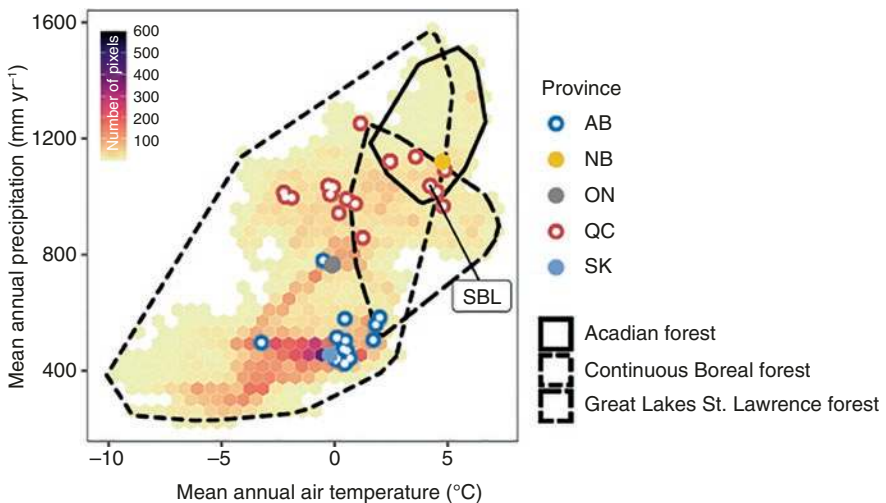 1600
1200
800
400
Mean annual precipitation (mm yr⁻¹)
Number of pixels
600
500
400
300
200
100
SBL
−10
−5
0
5
Mean annual air temperature (°C)
Province
AB
NB
ON
QC
SK
Acadian forest
Continuous Boreal forest
Great Lakes St. Lawrence forest